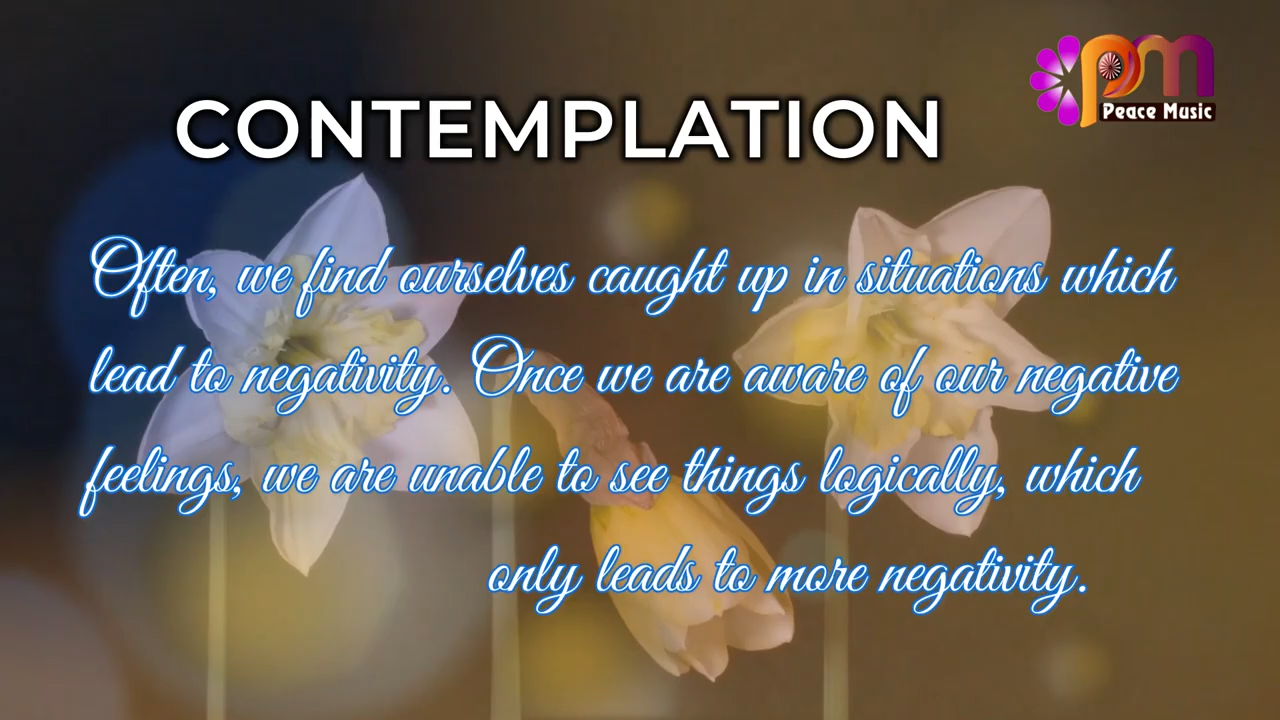 pm
Peace Music
CONTEMPLATION
Often, we find ourselves caught up in situations which
lead to negativity. Once we are aware of our negative
feelings, we are unable to see things logically, which
only leads to more negativity.